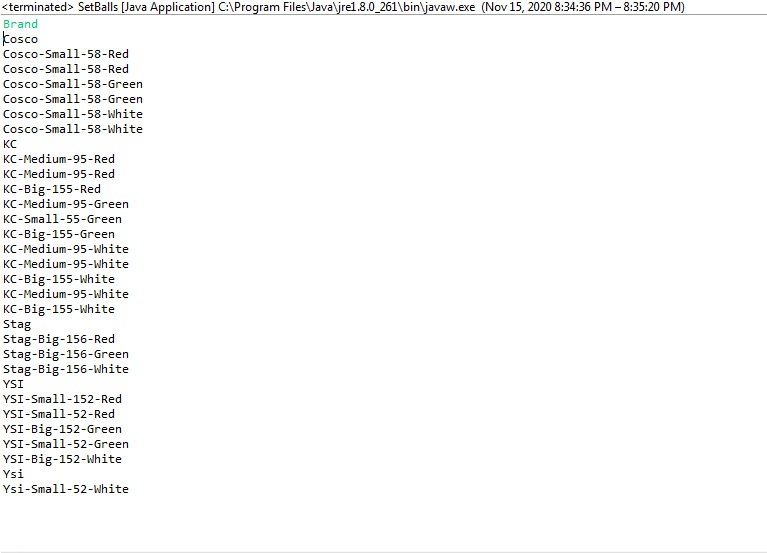 <terminated> SetBalls [Java Application] C:\Program Files\Java\jre1.8.0_261\bin\javaw.exe (Nov 15, 2020 8:34:36 PM – 8:35:20 PM)
Brand
Cosco
Cosco-Small-58-Red
Cosco-Small-58-Red
Cosco-Small-58-Green
Cosco-Small-58-Green
Cosco-Small-58-White
Cosco-Small-58-White
KC
KC-Medium-95-Red
KC-Medium-95-Red
KC-Big-155-Red
KC-Medium-95-Green
KC-Small-55-Green
KC-Big-155-Green
KC-Medium-95-White
KC-Medium-95-White
KC-Big-155-White
KC-Medium-95-White
KC-Big-155-White
Stag
Stag-Big-156-Red
Stag-Big-156-Green
Stag-Big-156-White
YSI
YSI-Small-152-Red
YSI-Small-52-Red
YSI-Big-152-Green
YSI-Small-52-Green
YSI-Big-152-White
Ysi
Ysi-Small-52-White